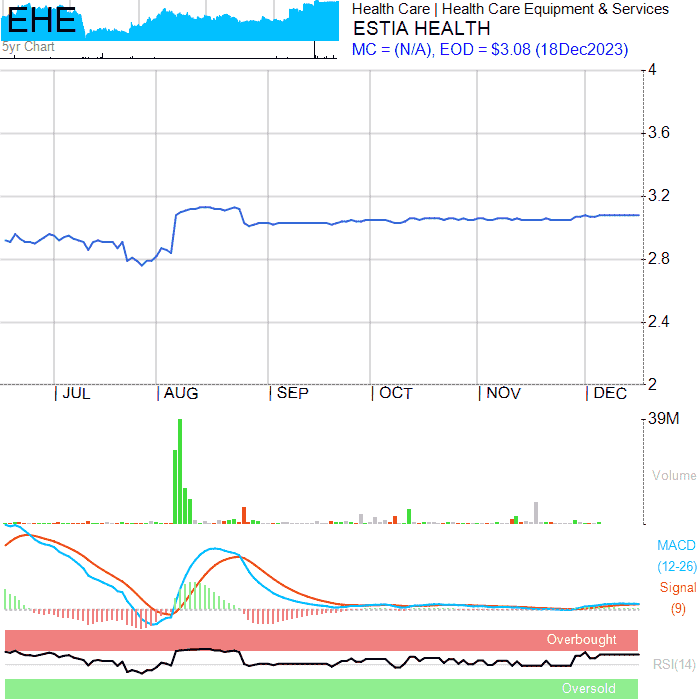 EHE
5yr Chart
Health Care | Health Care Equipment & Services
ESTIA HEALTH
MC = (N/A), EOD = $3.08 (18Dec2023)
4
3.6
3.2
2.8
2.4
2
JUL AUG SEP OCT NOV DEC
39M
Volume
MACD
(12-26)
Signal
(9)
Overbought
RSI(14)
Oversold